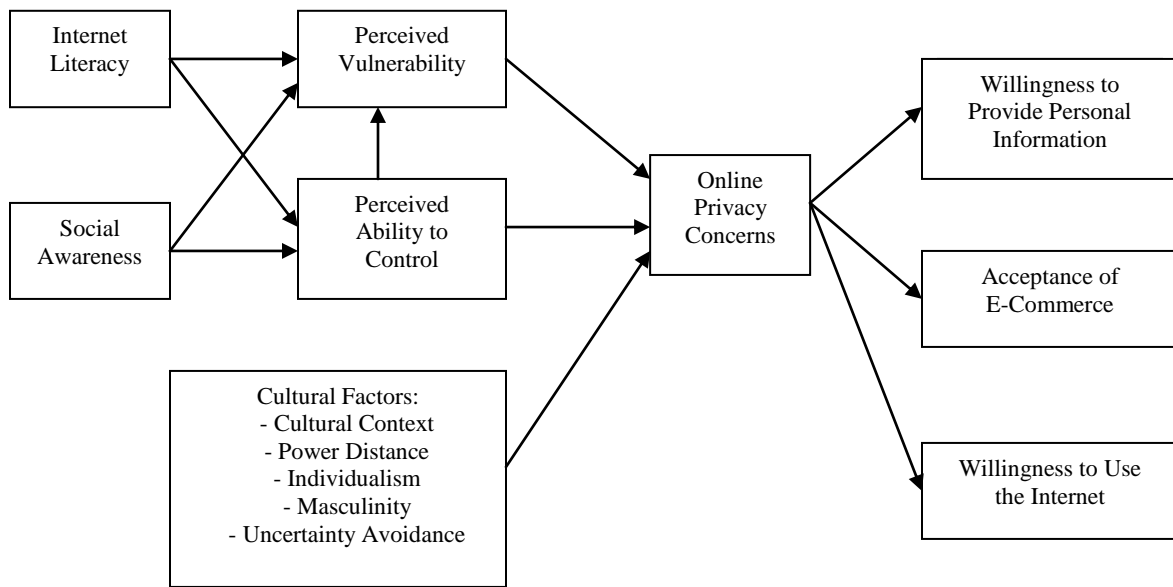 Internet
Literacy
Perceived
Vulnerability
Willingness to
Provide Personal
Information
Social
Awareness
Perceived
Ability to
Control
Online
Privacy
Concerns
Acceptance of
E-Commerce
Cultural Factors:
- Cultural Context
- Power Distance
- Individualism
- Masculinity
- Uncertainty Avoidance
Willingness to Use
the Internet